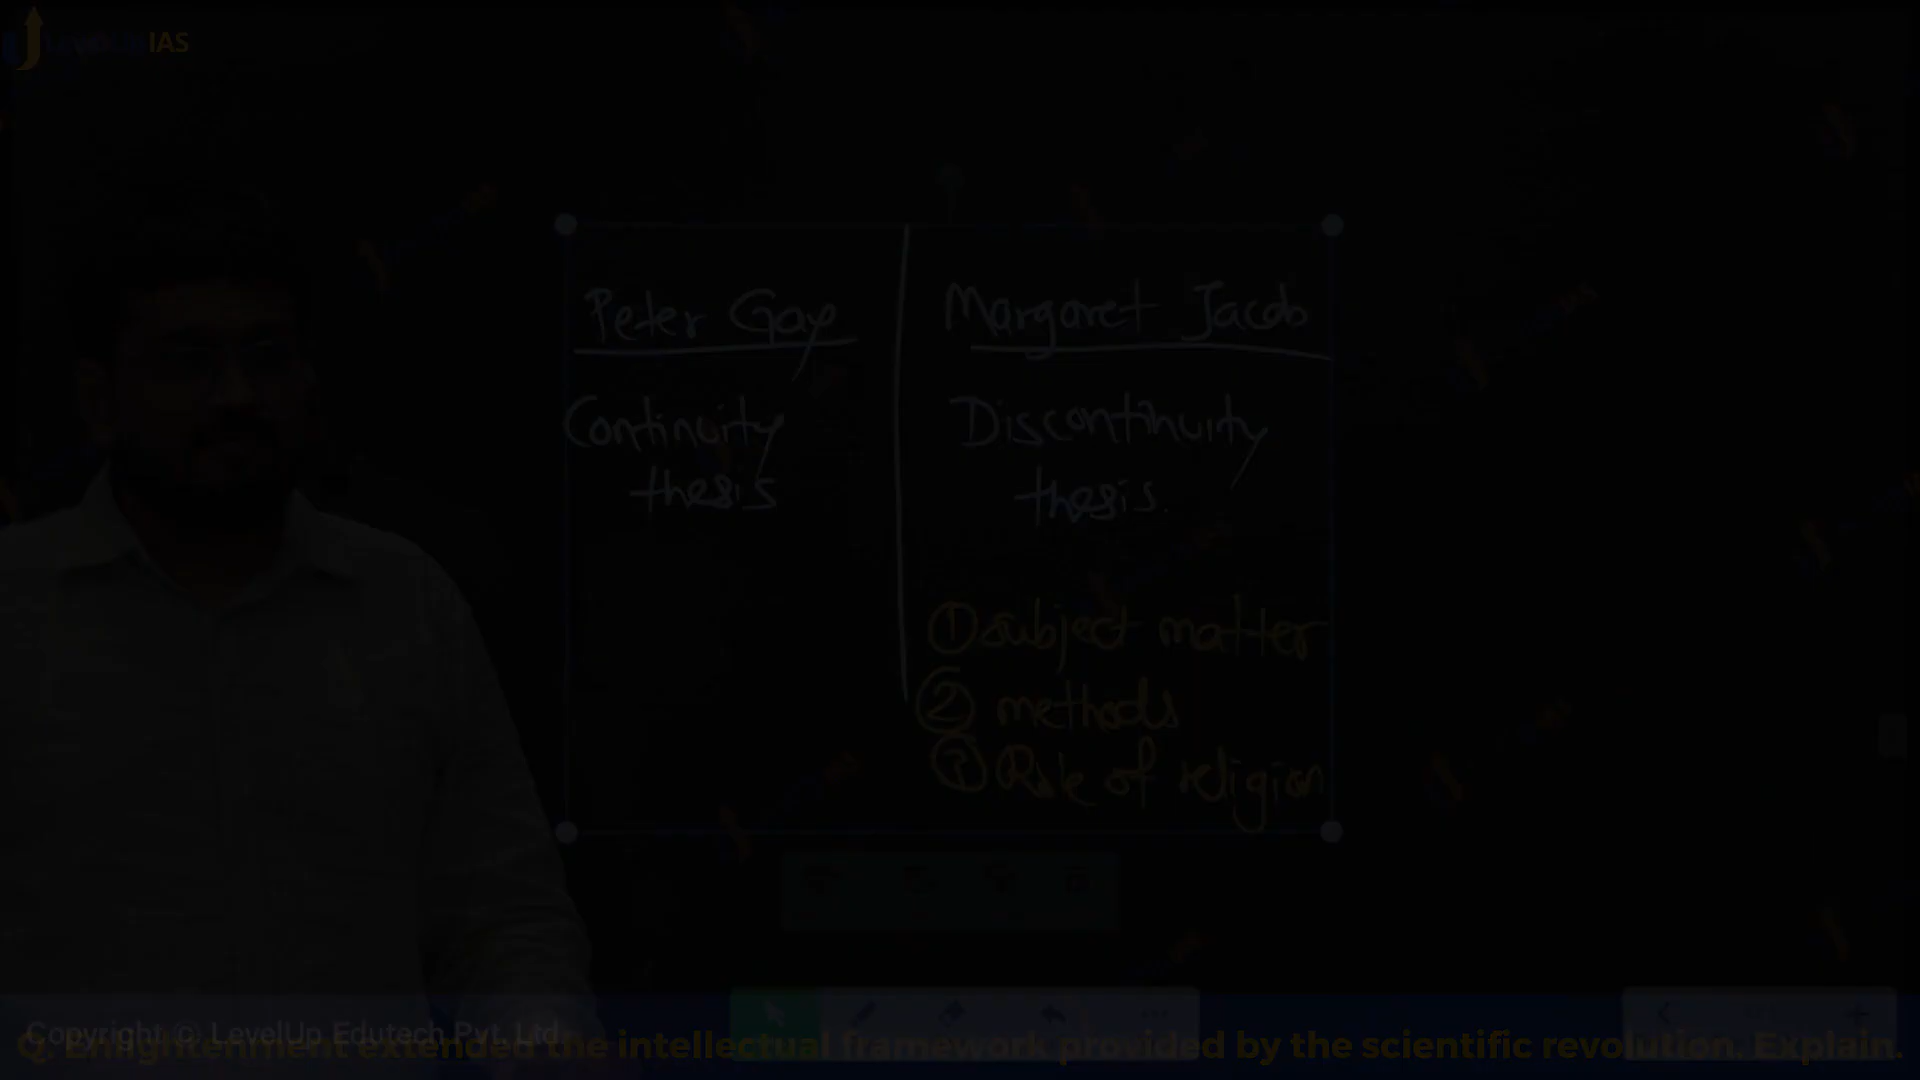 IAS
Peter Gay
Margaret Jacob
Continuity
thesis
Discontinuity
thesis.
① subject matter
② methods
③ Role of religion
Copyright © LevelUp Edutech Pvt. Ltd.
Q. Enlightenment extended the intellectual framework provided by the scientific revolution. Explain.